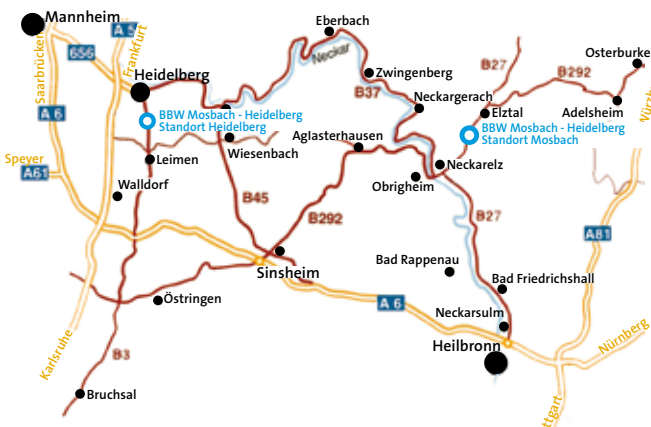 Mannheim
Eberbach
A 5
B27
Osterburke
656
Frankfurt
Neckar
Saarbrücken
Heidelberg
Zwingenberg
B292
B37
Neckargerach
Elztal
Adelsheim
A 6
BBW Mosbach - Heidelberg
Standort Heidelberg
BBW Mosbach - Heidelberg
Standort Mosbach
Aglasterhausen
Wiesenbach
Speyer
Leimen
Neckarelz
A61
Walldorf
Obrigheim
B45
B292
B27
A81
Bad Rappenau
Sinsheim
Bad Friedrichshall
Östringen
A 6
Neckarsulm
Karlsruhe
Heilbronn
Nürnberg
B3
Bruchsal
ttgart